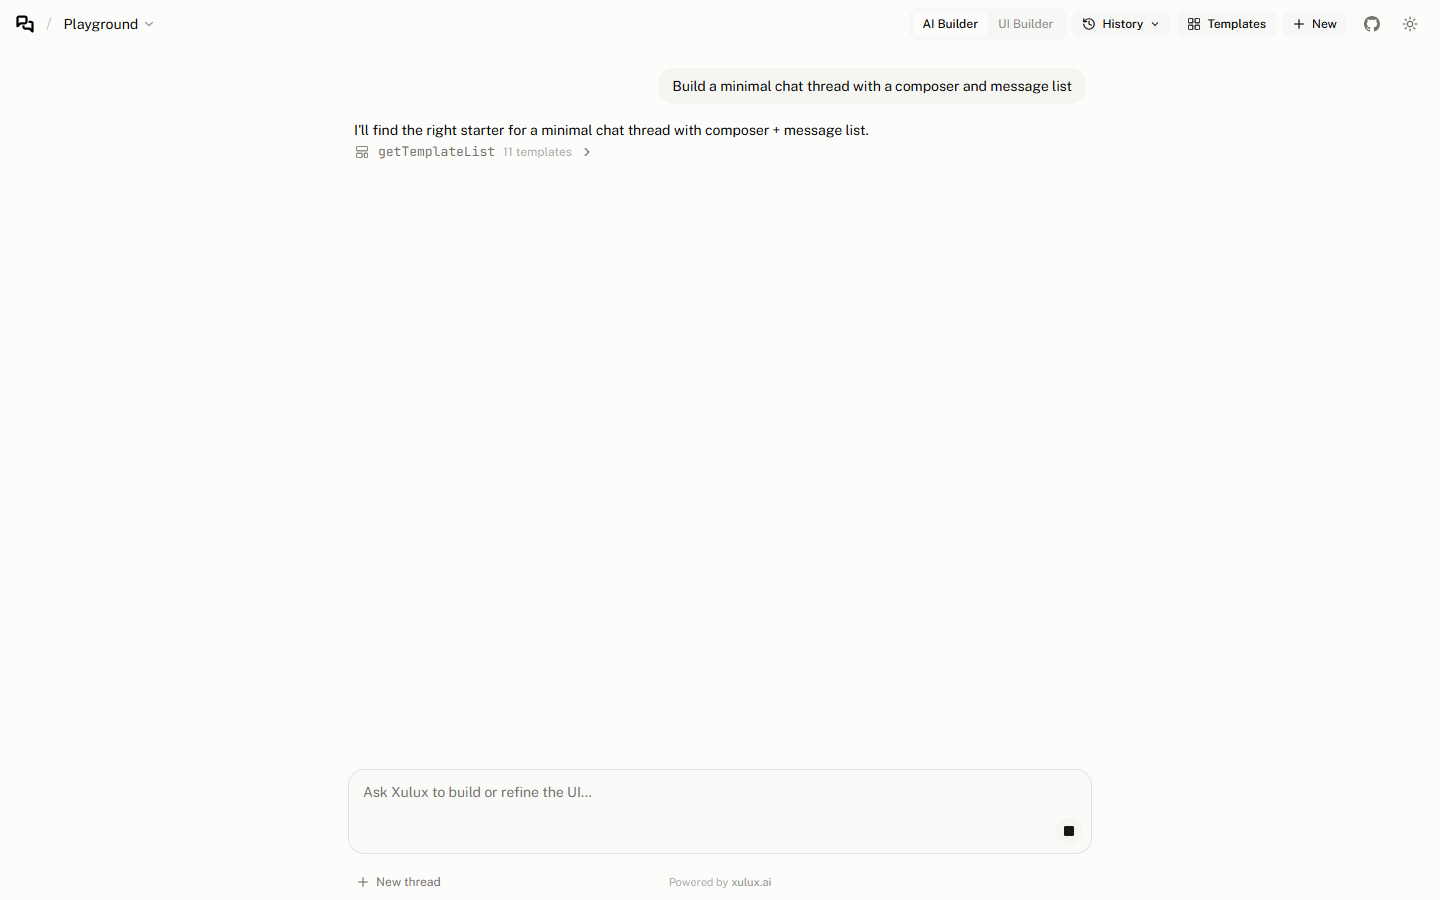 / Playground
AI Builder
UI Builder
History
Templates
New
Build a minimal chat thread with a composer and message list
I'll find the right starter for a minimal chat thread with composer + message list.
getTemplateList 11 templates
Ask Xulux to build or refine the UI...
New thread
Powered by xulux.ai